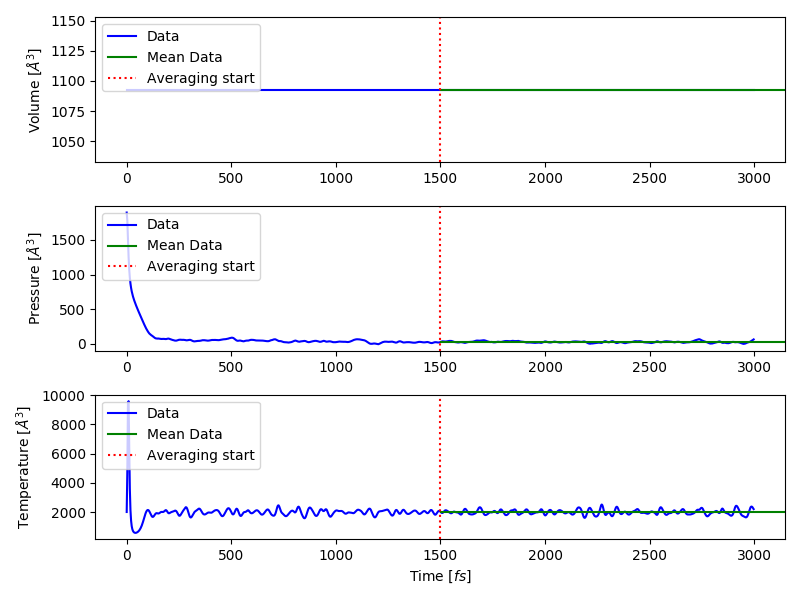 1150
1125
1100
1075
1050
Volume [Å³]
Data
Mean Data
Averaging start
0 500 1000 1500 2000 2500 3000
1500
1000
500
0
Pressure [Å³]
Data
Mean Data
Averaging start
0 500 1000 1500 2000 2500 3000
10000
8000
6000
4000
2000
Temperature [Å³]
Data
Mean Data
Averaging start
0 500 1000 1500 2000 2500 3000
Time [fs]